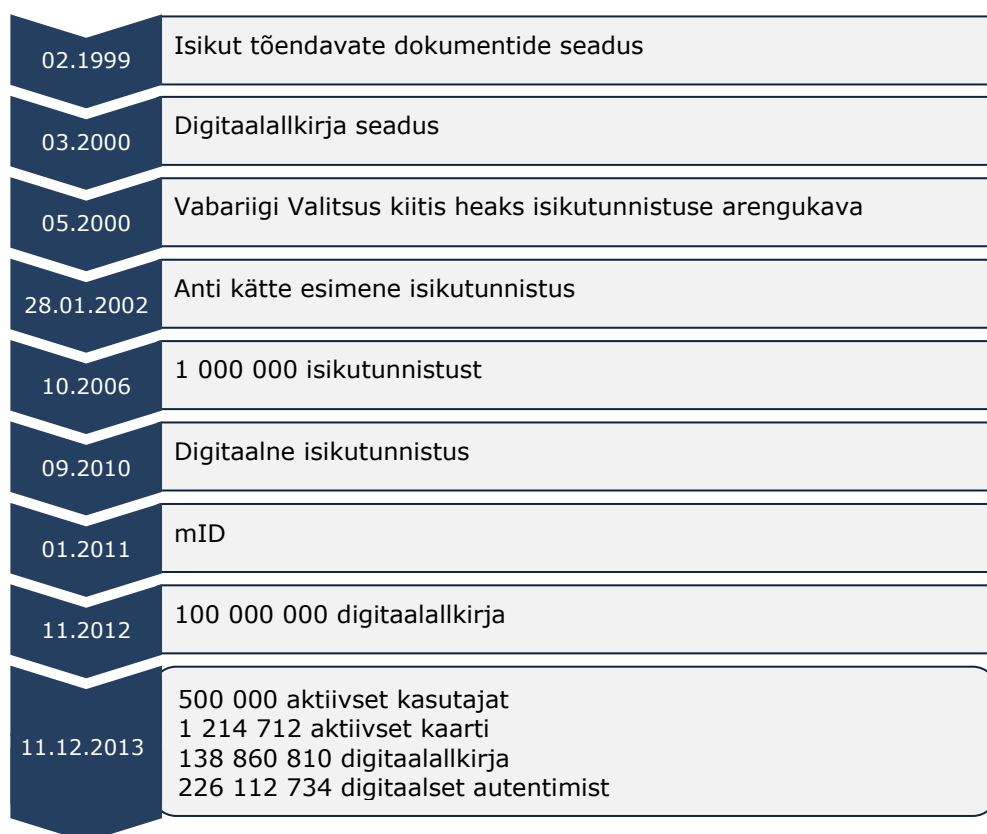 02.1999
Isikut tõendavate dokumentide seadus
03.2000
Digitaalallkirja seadus
05.2000
Vabariigi Valitsus kiitis heaks isikutunnistuse arengukava
28.01.2002
Anti kätte esimene isikutunnistus
10.2006
1 000 000 isikutunnistust
09.2010
Digitaalne isikutunnistus
01.2011
mID
11.2012
100 000 000 digitaalallkirja
11.12.2013
500 000 aktiivset kasutajat
1 214 712 aktiivset kaarti
138 860 810 digitaalallkirja
226 112 734 digitaalset autentimist